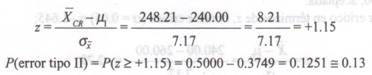 z = (X̄_CR − μ₁) / σ_x̄ = (248.21 − 240.00) / 7.17 = 8.21 / 7.17 = +1.15
P(error tipo II) = P(z ≥ +1.15) = 0.5000 − 0.3749 = 0.1251 ≅ 0.13